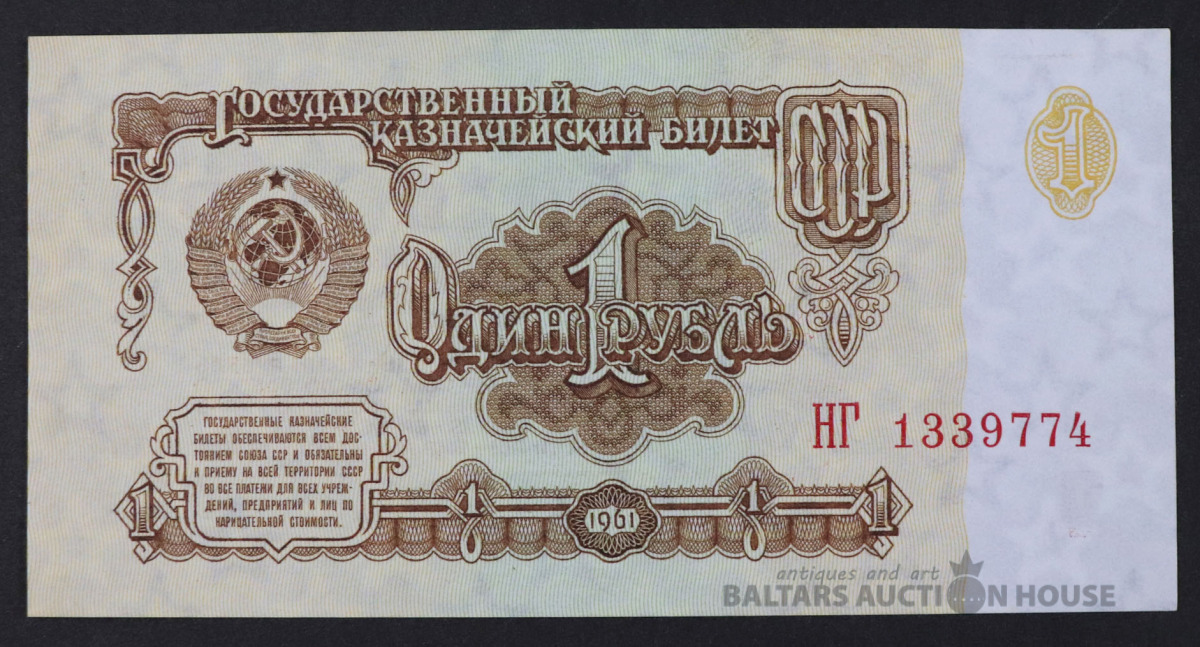 ГОСУДАРСТВЕННЫЙ
КАЗНАЧЕЙСКИЙ БИЛЕТ
СССР
1
1
ОДИН РУБЛЬ
ГОСУДАРСТВЕННЫЕ КАЗНАЧЕЙСКИЕ
БИЛЕТЫ ОБЕСПЕЧИВАЮТСЯ ВСЕМ ДОС-
ТОЯНИЕМ СОЮЗА ССР И ОБЯЗАТЕЛЬНЫ
К ПРИЕМУ НА ВСЕЙ ТЕРРИТОРИИ СССР
ВО ВСЕ ПЛАТЕЖИ ДЛЯ ВСЕХ УЧРЕЖ-
ДЕНИЙ, ПРЕДПРИЯТИЙ И ЛИЦ ПО
НАРИЦАТЕЛЬНОЙ СТОИМОСТИ.
НГ 1339774
1 1 1961 1 1
antiques and art
BALTARS AUCTION HOUSE